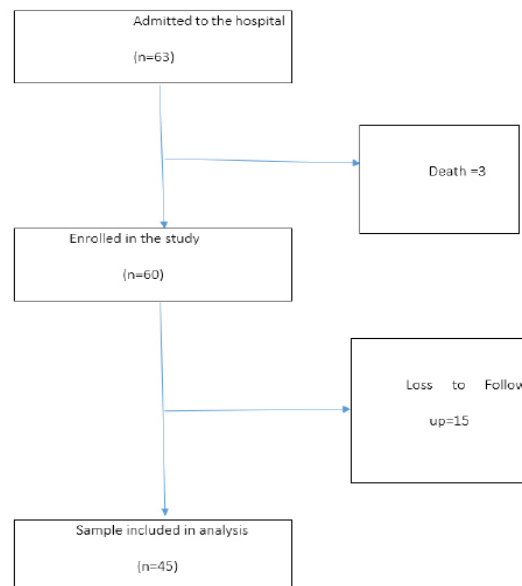 Admitted to the hospital
(n=63)
Death =3
Enrolled in the study
(n=60)
Loss to Follow
up=15
Sample included in analysis
(n=45)